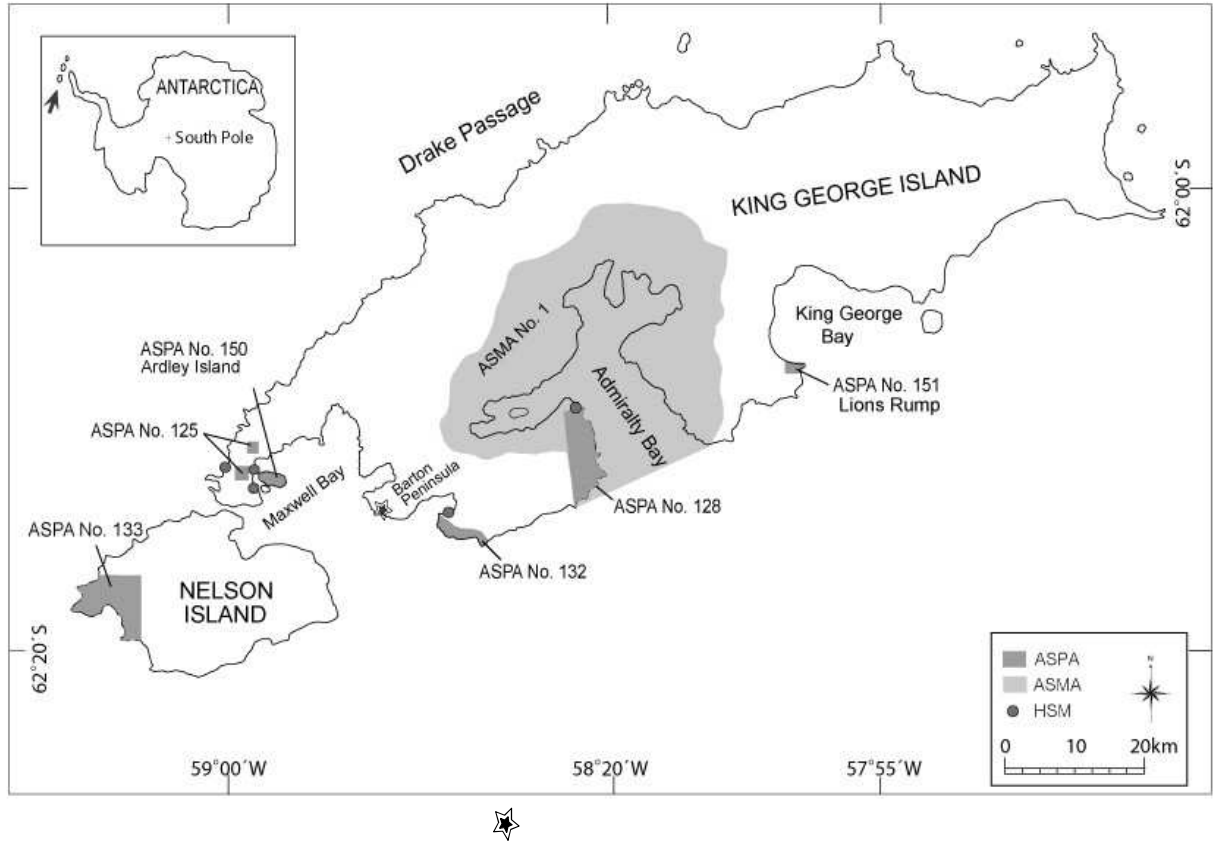 ANTARCTICA
+ South Pole
Drake Passage
KING GEORGE ISLAND
62°00´S
ASMA No. 1
King George
Bay
ASPA No. 150
Ardley Island
Admiralty Bay
ASPA No. 151
Lions Rump
ASPA No. 125
Maxwell Bay
Barton
Peninsula
ASPA No. 128
ASPA No. 133
ASPA No. 132
NELSON
ISLAND
62°20´S
ASPA
ASMA
HSM
N
0 10 20km
59°00´W
58°20´W
57°55´W